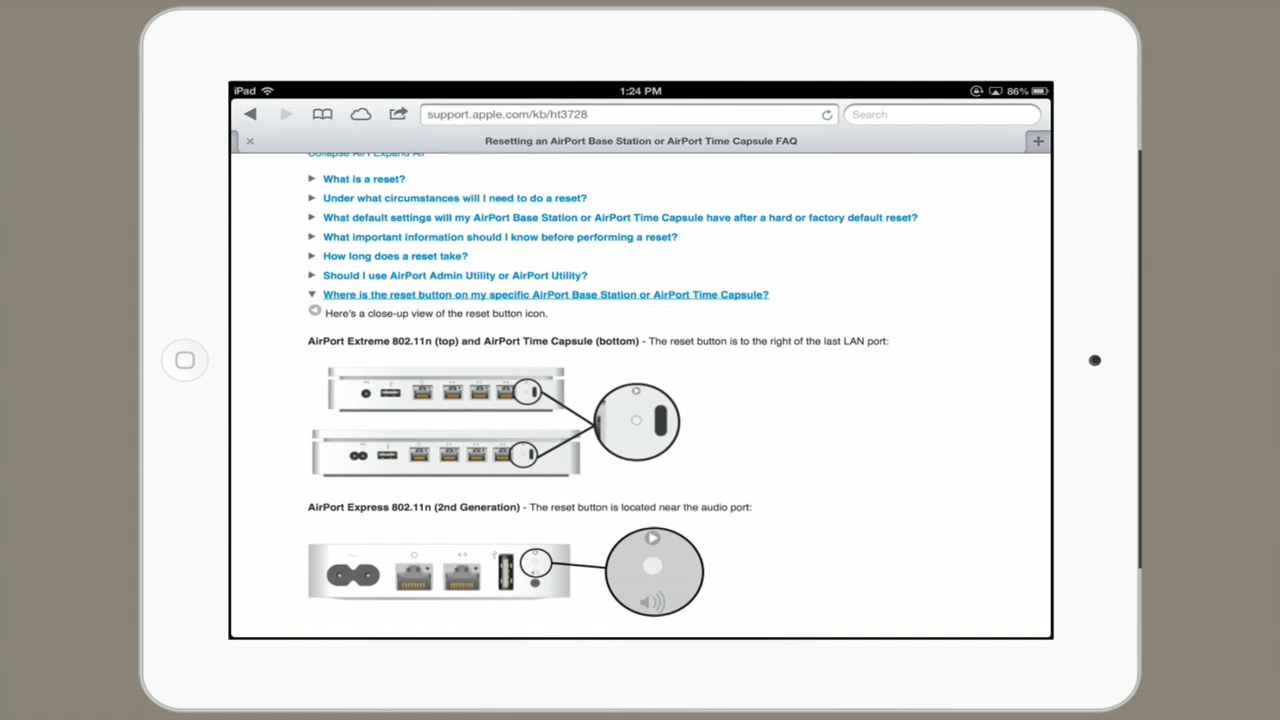 iPad
1:24 PM
86%
support.apple.com/kb/ht3728
Search
Resetting an AirPort Base Station or AirPort Time Capsule FAQ
Collapse All I Expand All
What is a reset?
Under what circumstances will I need to do a reset?
What default settings will my AirPort Base Station or AirPort Time Capsule have after a hard or factory default reset?
What important information should I know before performing a reset?
How long does a reset take?
Should I use AirPort Admin Utility or AirPort Utility?
Where is the reset button on my specific AirPort Base Station or AirPort Time Capsule?
Here's a close-up view of the reset button icon.
AirPort Extreme 802.11n (top) and AirPort Time Capsule (bottom) - The reset button is to the right of the last LAN port:
AirPort Express 802.11n (2nd Generation) - The reset button is located near the audio port: